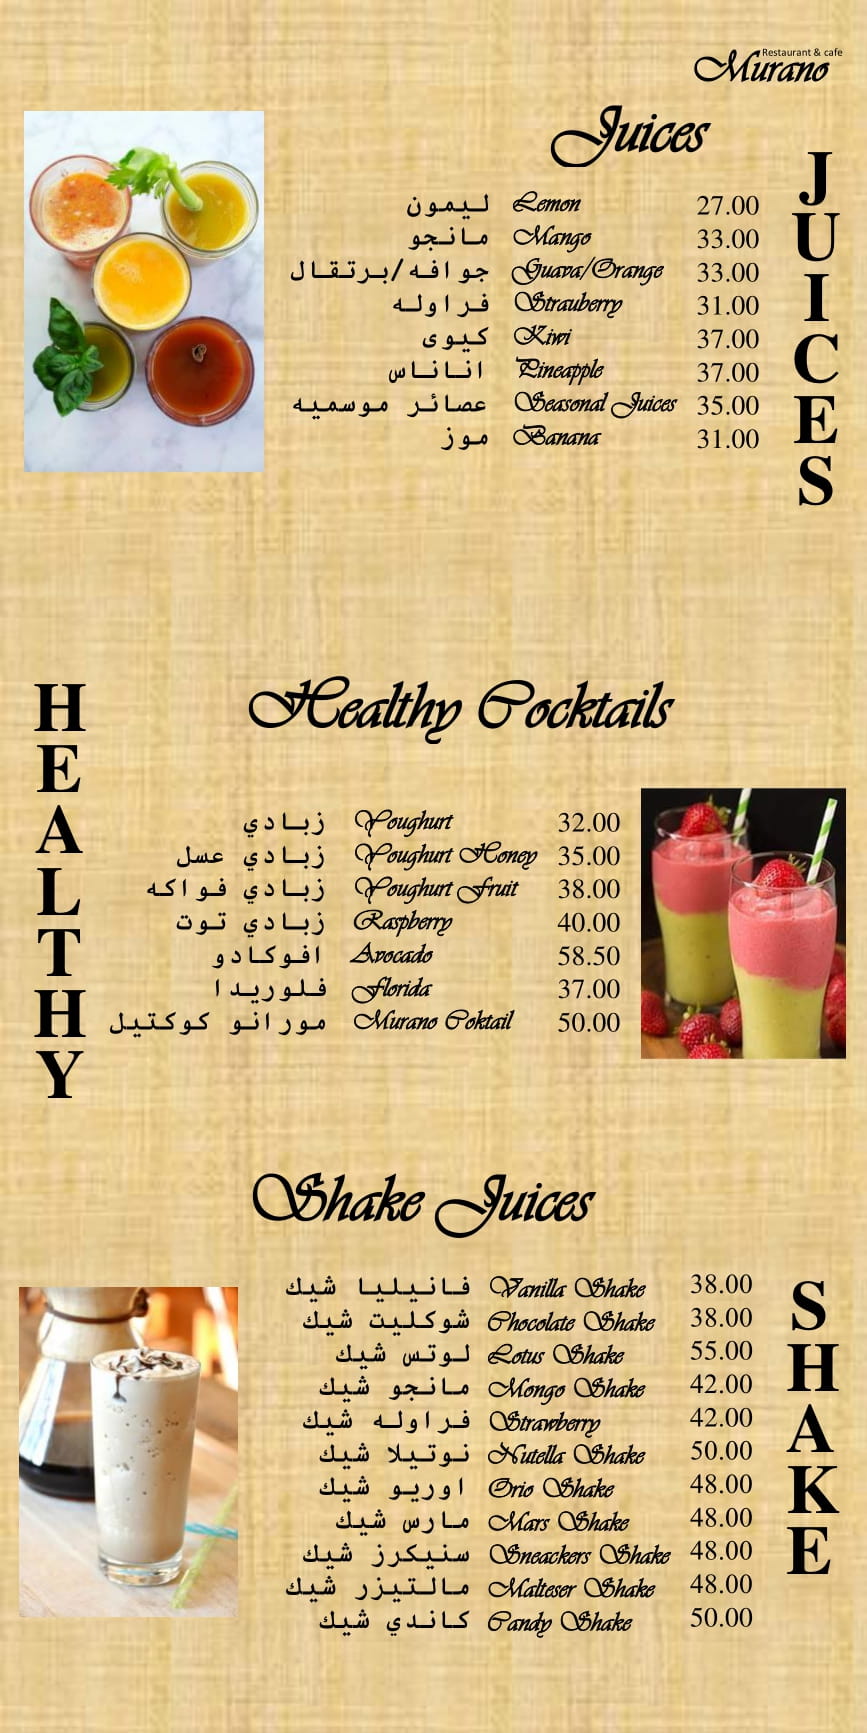 Restaurant & cafe
Murano
Juices
JUICES
ليمون Lemon 27.00
مانجو Mango 33.00
جوافه/برتقال Guava/Orange 33.00
فراوله Strauberry 31.00
كيوى Kiwi 37.00
اناناس Pineapple 37.00
عصائر موسميه Seasonal Juices 35.00
موز Banana 31.00
HEALTHY
Healthy Cocktails
زبادي Youghurt 32.00
زبادي عسل Youghurt Honey 35.00
زبادي فواكه Youghurt Fruit 38.00
زبادي توت Raspberry 40.00
افوكادو Avocado 58.50
فلوريدا Florida 37.00
مورانو كوكتيل Murano Coktail 50.00
Shake Juices
SHAKE
فانيليا شيك Vanilla Shake 38.00
شوكليت شيك Chocolate Shake 38.00
لوتس شيك Lotus Shake 55.00
مانجو شيك Mongo Shake 42.00
فراوله شيك Strawberry 42.00
نوتيلا شيك Nutella Shake 50.00
اوريو شيك Orio Shake 48.00
مارس شيك Mars Shake 48.00
سنيكرز شيك Sneackers Shake 48.00
مالتيزر شيك Malteser Shake 48.00
كاندي شيك Candy Shake 50.00